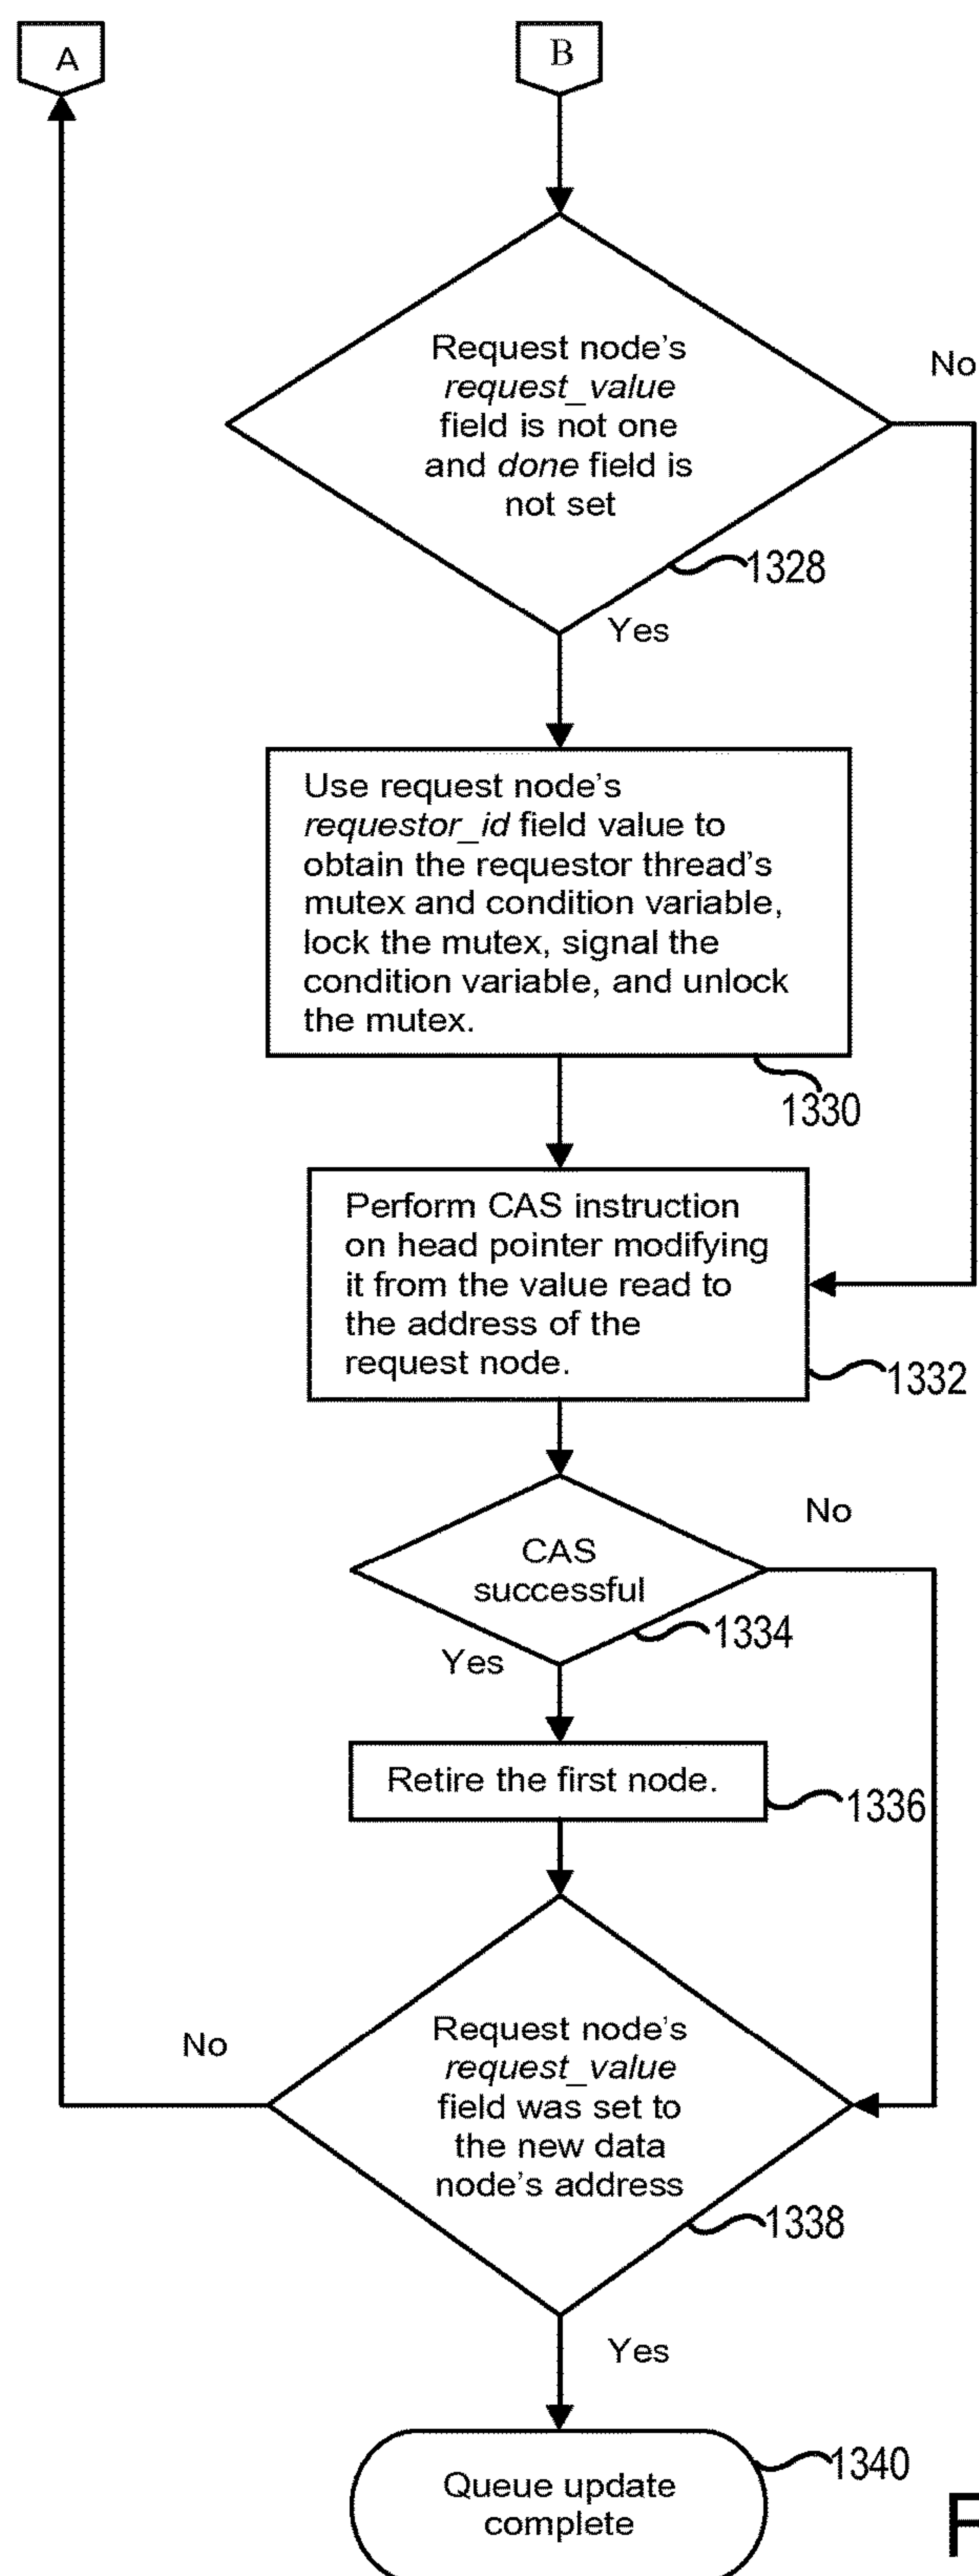 A
B
Request node's
request_value
field is not one
and done field is
not set
No
1328
Yes
Use request node's
requestor_id field value to
obtain the requestor thread's
mutex and condition variable,
lock the mutex, signal the
condition variable, and unlock
the mutex.
1330
Perform CAS instruction
on head pointer modifying
it from the value read to
the address of the
request node.
1332
No
CAS
successful
1334
Yes
Retire the first node.
1336
No
Request node's
request_value
field was set to
the new data
node's address
1338
Yes
1340
Queue update
complete
F